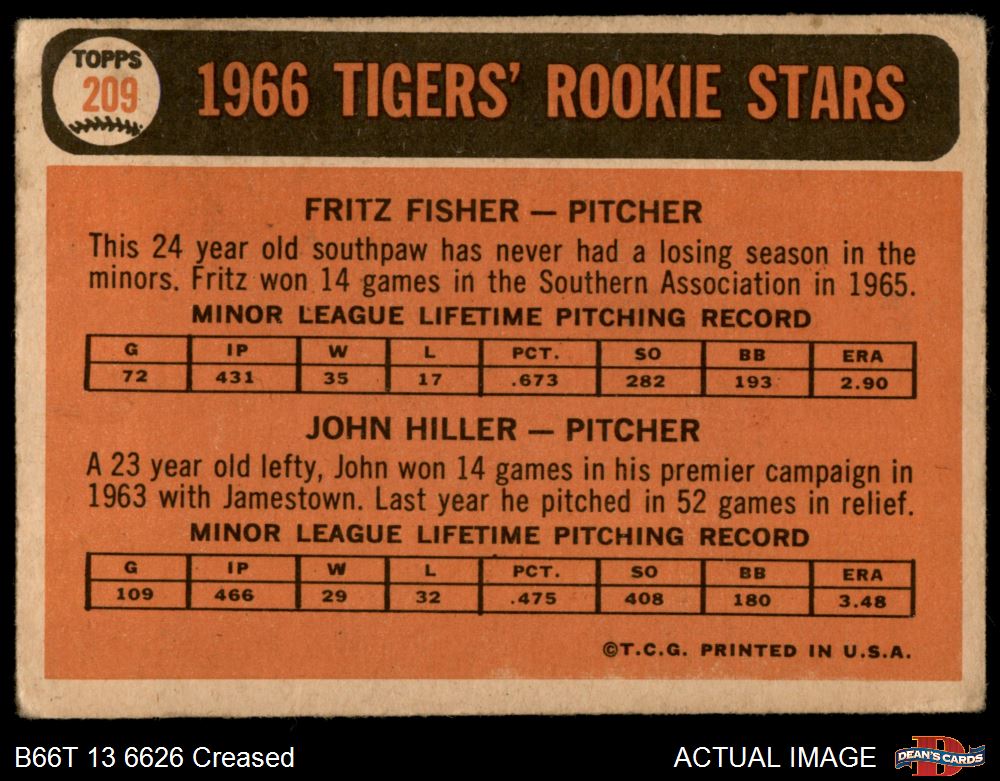 TOPPS
209
1966 TIGERS' ROOKIE STARS
FRITZ FISHER — PITCHER
This 24 year old southpaw has never had a losing season in the
minors. Fritz won 14 games in the Southern Association in 1965.
MINOR LEAGUE LIFETIME PITCHING RECORD
G IP W L PCT. SO BB ERA
72 431 35 17 .673 282 193 2.90
JOHN HILLER — PITCHER
A 23 year old lefty, John won 14 games in his premier campaign in
1963 with Jamestown. Last year he pitched in 52 games in relief.
MINOR LEAGUE LIFETIME PITCHING RECORD
G IP W L PCT. SO BB ERA
109 466 29 32 .475 408 180 3.48
©T.C.G. PRINTED IN U.S.A.
B66T 13 6626 Creased
ACTUAL IMAGE
DEAN'S CARDS